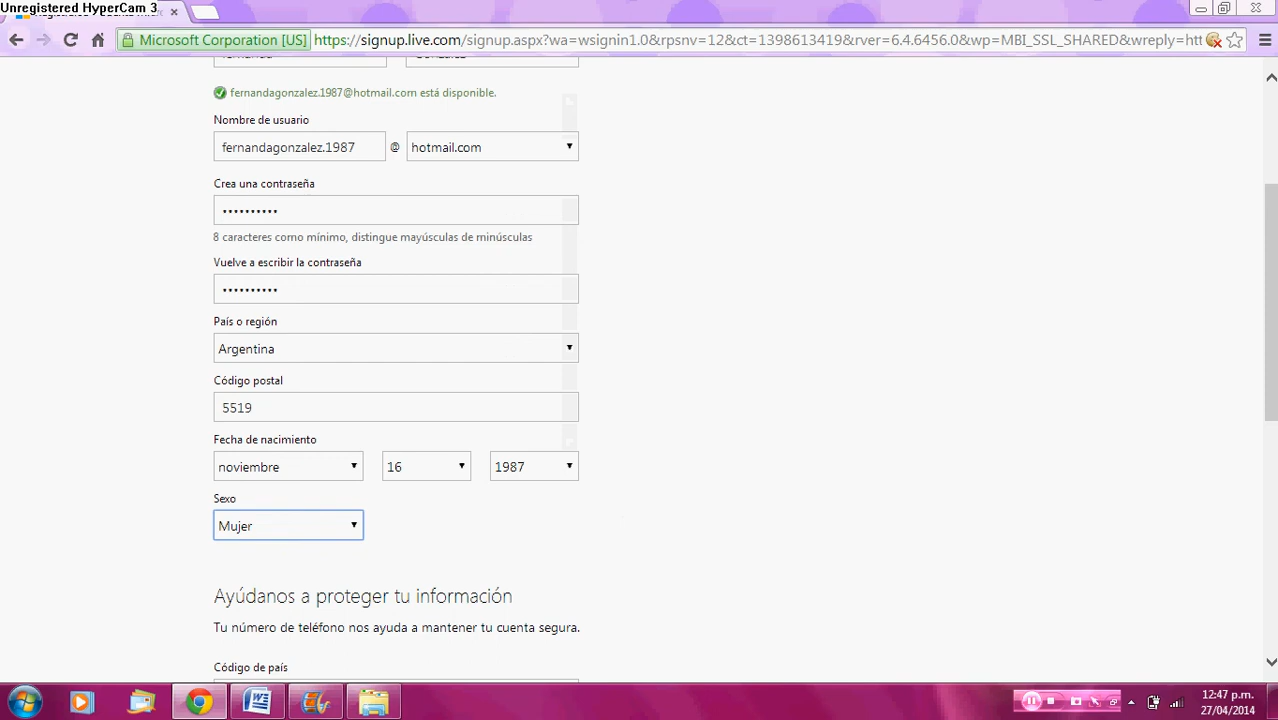 Unregistered HyperCam 3
Microsoft Corporation [US] https://signup.live.com/signup.aspx?wa=wsignin1.0&rpsnv=12&ct=1398613419&rver=6.4.6456.0&wp=MBI_SSL_SHARED&wreply=htt
fernandagonzalez.1987@hotmail.com está disponible.
Nombre de usuario
fernandagonzalez.1987 @ hotmail.com
Crea una contraseña
••••••••••
8 caracteres como mínimo, distingue mayúsculas de minúsculas
Vuelve a escribir la contraseña
••••••••••
País o región
Argentina
Código postal
5519
Fecha de nacimiento
noviembre 16 1987
Sexo
Mujer
Ayúdanos a proteger tu información
Tu número de teléfono nos ayuda a mantener tu cuenta segura.
Código de país
12:47 p.m.
27/04/2014